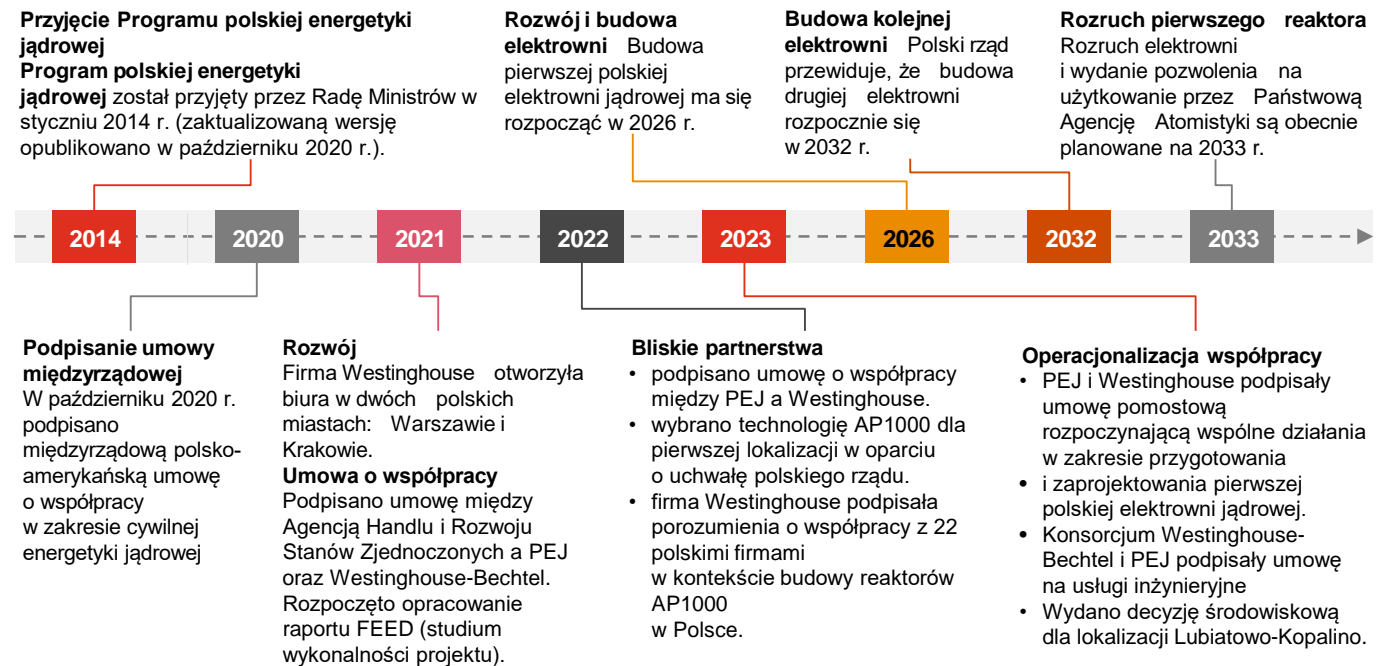 Przyjęcie Programu polskiej energetyki
jądrowej
Program polskiej energetyki
jądrowej został przyjęty przez Radę Ministrów w
styczniu 2014 r. (zaktualizowaną wersję
opublikowano w październiku 2020 r.).
Rozwój i budowa
elektrowni Budowa
pierwszej polskiej
elektrowni jądrowej ma się
rozpocząć w 2026 r.
Budowa kolejnej
elektrowni Polski rząd
przewiduje, że budowa
drugiej elektrowni
rozpocznie się
w 2032 r.
Rozruch pierwszego reaktora
Rozruch elektrowni
i wydanie pozwolenia na
użytkowanie przez Państwową
Agencję Atomistyki są obecnie
planowane na 2033 r.
2014 2020 2021 2022 2023 2026 2032 2033
Podpisanie umowy
międzyrządowej
W październiku 2020 r.
podpisano
międzyrządową polsko-
amerykańską umowę
o współpracy
w zakresie cywilnej
energetyki jądrowej
Rozwój
Firma Westinghouse otworzyła
biura w dwóch polskich
miastach: Warszawie i
Krakowie.
Umowa o współpracy
Podpisano umowę między
Agencją Handlu i Rozwoju
Stanów Zjednoczonych a PEJ
oraz Westinghouse-Bechtel.
Rozpoczęto opracowanie
raportu FEED (studium
wykonalności projektu).
Bliskie partnerstwa
• podpisano umowę o współpracy
między PEJ a Westinghouse.
• wybrano technologię AP1000 dla
pierwszej lokalizacji w oparciu
o uchwałę polskiego rządu.
• firma Westinghouse podpisała
porozumienia o współpracy z 22
polskimi firmami
w kontekście budowy reaktorów
AP1000
w Polsce.
Operacjonalizacja współpracy
• PEJ i Westinghouse podpisały
umowę pomostową
rozpoczynającą wspólne działania
w zakresie przygotowania
• i zaprojektowania pierwszej
polskiej elektrowni jądrowej.
• Konsorcjum Westinghouse-
Bechtel i PEJ podpisały umowę
na usługi inżynieryjne
• Wydano decyzję środowiskową
dla lokalizacji Lubiatowo-Kopalino.